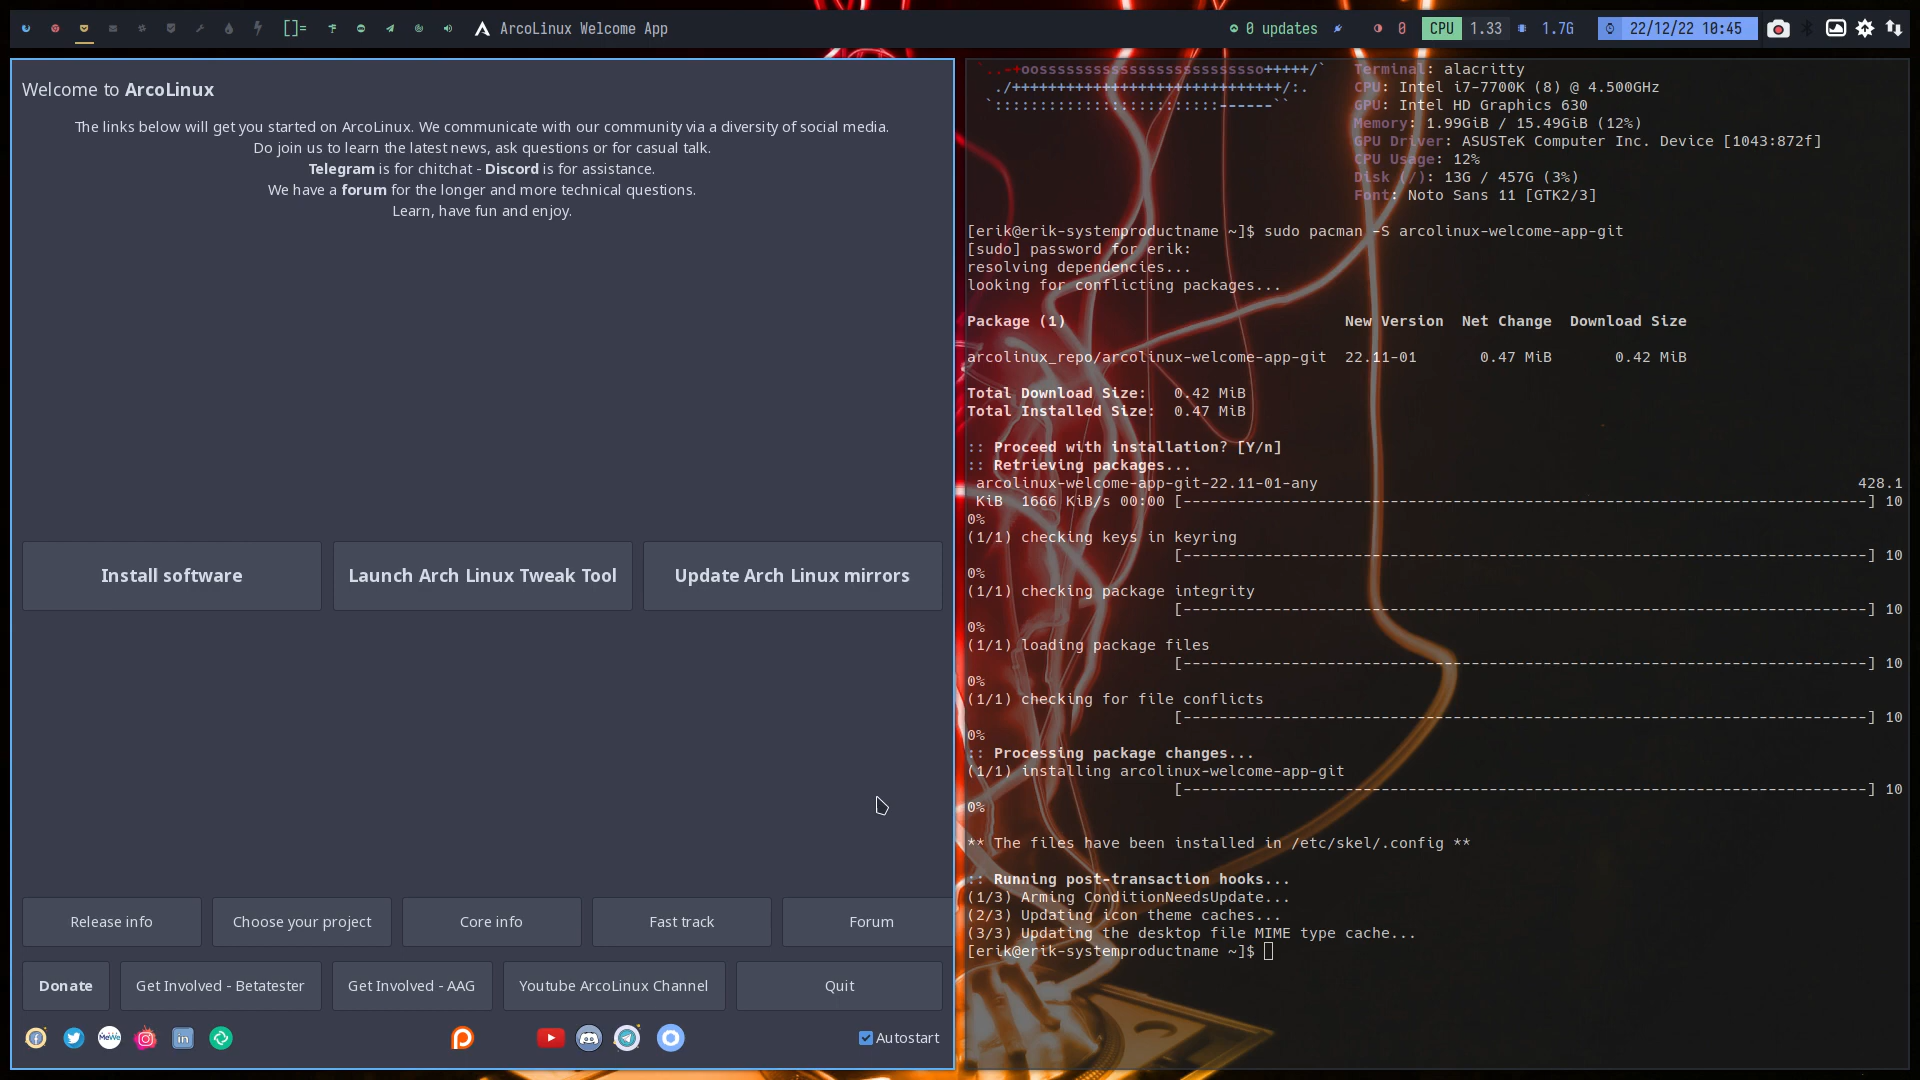 []= ArcoLinux Welcome App 0 updates 0 CPU 1.33 1.7G 22/12/22 10:45
Welcome to ArcoLinux
The links below will get you started on ArcoLinux. We communicate with our community via a diversity of social media.
Do join us to learn the latest news, ask questions or for casual talk.
Telegram is for chitchat - Discord is for assistance.
We have a forum for the longer and more technical questions.
Learn, have fun and enjoy.
Install software
Launch Arch Linux Tweak Tool
Update Arch Linux mirrors
Release info
Choose your project
Core info
Fast track
Forum
Donate
Get Involved - Betatester
Get Involved - AAG
Youtube ArcoLinux Channel
Quit
MeWe
in
Autostart
Terminal: alacritty
./++++++++++++++++++++++++++++++/:. CPU: Intel i7-7700K (8) @ 4.500GHz
`:::::::::::::::::::::::::------`` GPU: Intel HD Graphics 630
Memory: 1.99GiB / 15.49GiB (12%)
GPU Driver: ASUSTeK Computer Inc. Device [1043:872f]
CPU Usage: 12%
Disk (/): 13G / 457G (3%)
Font: Noto Sans 11 [GTK2/3]
[erik@erik-systemproductname ~]$ sudo pacman -S arcolinux-welcome-app-git
[sudo] password for erik:
resolving dependencies...
looking for conflicting packages...
Package (1) New Version Net Change Download Size
arcolinux_repo/arcolinux-welcome-app-git 22.11-01 0.47 MiB 0.42 MiB
Total Download Size: 0.42 MiB
Total Installed Size: 0.47 MiB
:: Proceed with installation? [Y/n]
:: Retrieving packages...
arcolinux-welcome-app-git-22.11-01-any 428.1
KiB 1666 KiB/s 00:00 [----------------------------------------------------------------------------] 10
0%
(1/1) checking keys in keyring
[----------------------------------------------------------------------------] 10
0%
(1/1) checking package integrity
[----------------------------------------------------------------------------] 10
0%
(1/1) loading package files
[----------------------------------------------------------------------------] 10
0%
(1/1) checking for file conflicts
[----------------------------------------------------------------------------] 10
0%
:: Processing package changes...
(1/1) installing arcolinux-welcome-app-git
[----------------------------------------------------------------------------] 10
0%
** The files have been installed in /etc/skel/.config **
:: Running post-transaction hooks...
(1/3) Arming ConditionNeedsUpdate...
(2/3) Updating icon theme caches...
(3/3) Updating the desktop file MIME type cache...
[erik@erik-systemproductname ~]$